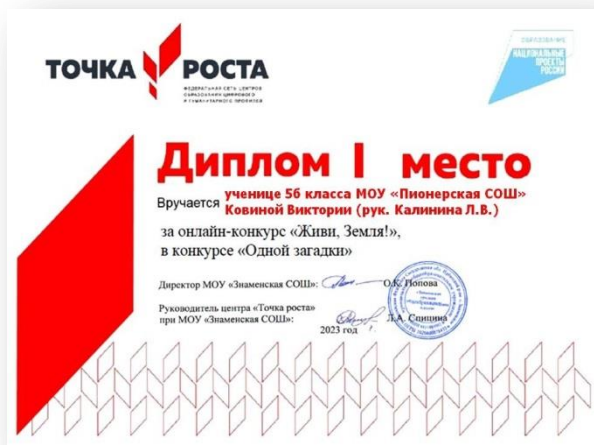 ТОЧКА РОСТА
ФЕДЕРАЛЬНАЯ СЕТЬ ЦЕНТРОВ
ОБРАЗОВАНИЯ ЦИФРОВОГО
И ГУМАНИТАРНОГО ПРОФИЛЕЙ
ОБРАЗОВАНИЕ
НАЦИОНАЛЬНЫЕ
ПРОЕКТЫ
РОССИИ
Диплом I место
Вручается ученице 5б класса МОУ «Пионерская СОШ»
Ковиной Виктории (рук. Калинина Л.В.)
за онлайн-конкурс «Живи, Земля!»,
в конкурсе «Одной загадки»
Директор МОУ «Знаменская СОШ»: О.К. Попова
Руководитель центра «Точка роста»
при МОУ «Знаменская СОШ»: Л.А. Спицина
2023 год